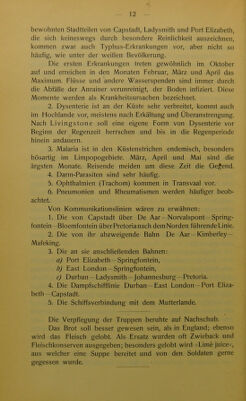 — 12 —
bewohnten Stadtteilen von Capstadt, Ladysmith und Port Elizabeth,
die sich keineswegs durch besondere Reinlichkeit auszeichnen,
kommen zwar auch Typhus-Erkrankungen vor, aber nicht so
häufig, wie unter der weißen Bevölkerung.
Die ersten Erkrankungen treten gewöhnlich im Oktober
auf und erreichen in den Monaten Februar, März und April das
Maximum. Flüsse und andere Wasserspenden sind immer durch
die Abfälle der Anrainer verunreinigt, der Boden infiziert. Diese
Momente werden als Krankheitsursachen bezeichnet.
2. Dysenterie ist an der Küste sehr verbreitet, kommt auch
im Hochlande vor, meistens nach Erkühlung und Überanstrengung.
Nach Livingstone soll eine eigene Form von Dysenterie vor
Beginn der Regenzeit herrschen und bis in die Regenperiode
hinein andauern.
3. Malaria ist in den Küstenstrichen endemisch, besonders
bösartig im Limpopogebiete. März, April und Mai sind die
ärgsten Monate. Reisende meiden um diese Zeit die Gegend.
4. Darm-Parasiten sind sehr häufig.
5. Ophthalmien (Trachom) kommen in Transvaal vor.
6. Pneumonien und Rheumatismen werden häufiger beob-
achtet.
Von Kommunikationslinien wären zu erwähnen:
1. Die von Capstadt über De Aar—Norvalspont—Spring-
fontein—Bloemfontein über Pretoria nach dem Norden führende Linie.
2. Die von ihr abzweigende Bahn De Aar—Kimberley—
Mafeking.
3. Die an sie anschließenden Bahnen:
a) Port Elizabeth—Springfontein,
b) East London—Springfontein,
c) Durban—Ladysmith—Johannesburg—Pretoria.
4. Die Dampfschifflinie Durban—East London—Port Eliza-
beth—Capstadt.
5. Die Schiffsverbindung mit dem Mutterlande.
Die Verpflegung der Truppen beruhte auf Nachschub.
Das Brot soll besser gewesen sein, als in England; ebenso
wird das Fleisch gelobt. Als Ersatz wurden oft Zwieback und
Fleischkonserven ausgegeben; besonders gelobt wird »Lime juice«,
aus welcher eine Suppe bereitet und von den Soldaten gerne
gegessen wurde.